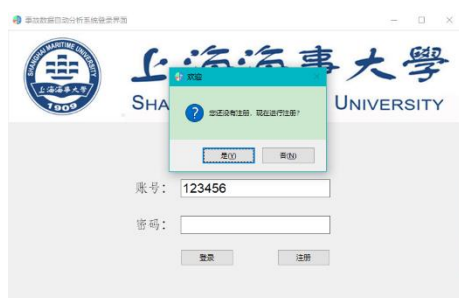 事故数据自动分析系统登录界面
SHANGHAI MARITIME UNIVERSITY
上海海事大学
1909
上海海事大學
SHA
UNIVERSITY
欢迎
您还没有注册，现在进行注册?
是(Y)
否(N)
账号：
123456
密码：
登录
注册